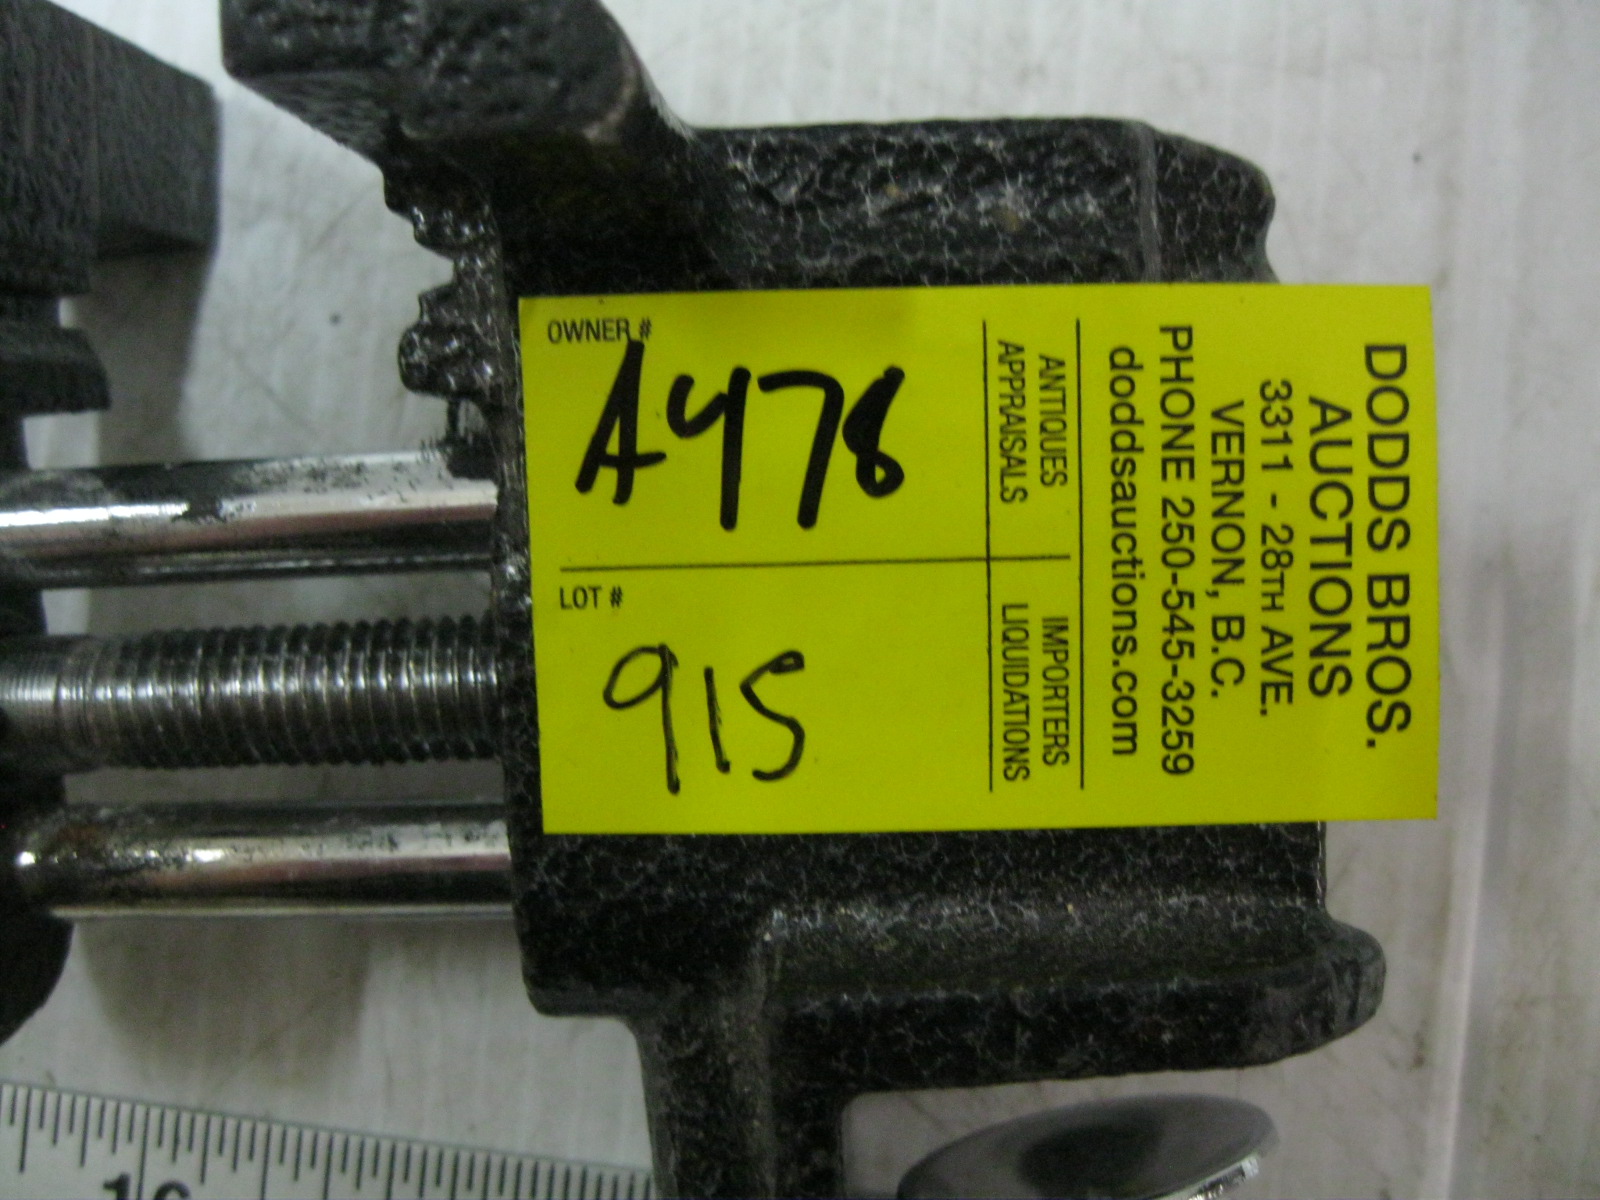 DODDS BROS.
AUCTIONS
3311 - 28TH AVE.
VERNON, B.C.
PHONE 250-545-3259
doddsauctions.com
ANTIQUES
APPRAISALS
IMPORTERS
LIQUIDATIONS
OWNER #
A478
LOT #
915